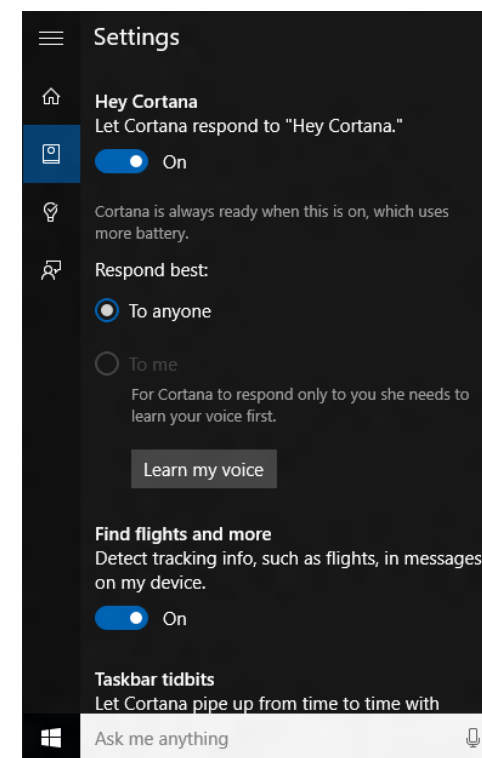 Settings
Hey Cortana
Let Cortana respond to "Hey Cortana."
On
Cortana is always ready when this is on, which uses
more battery.
Respond best:
To anyone
To me
For Cortana to respond only to you she needs to
learn your voice first.
Learn my voice
Find flights and more
Detect tracking info, such as flights, in messages
on my device.
On
Taskbar tidbits
Let Cortana pipe up from time to time with
Ask me anything